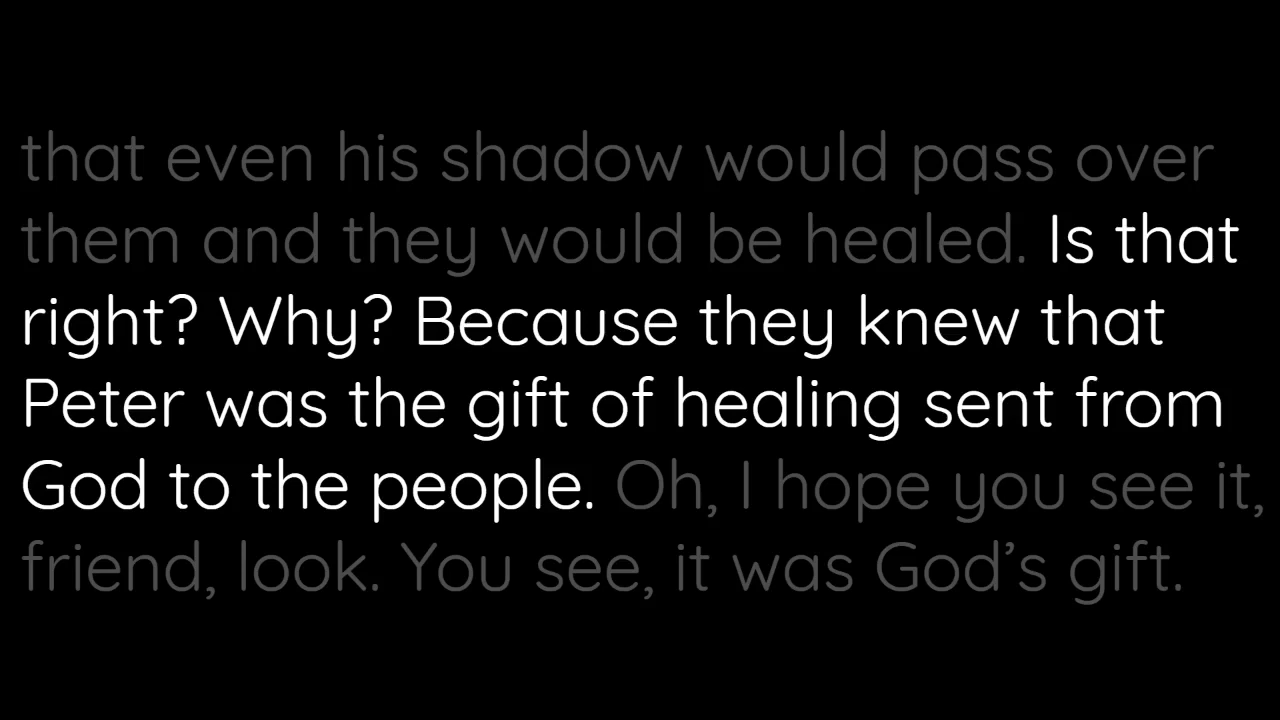 that even his shadow would pass over
them and they would be healed. Is that
right? Why? Because they knew that
Peter was the gift of healing sent from
God to the people. Oh, I hope you see it,
friend, look. You see, it was God’s gift.